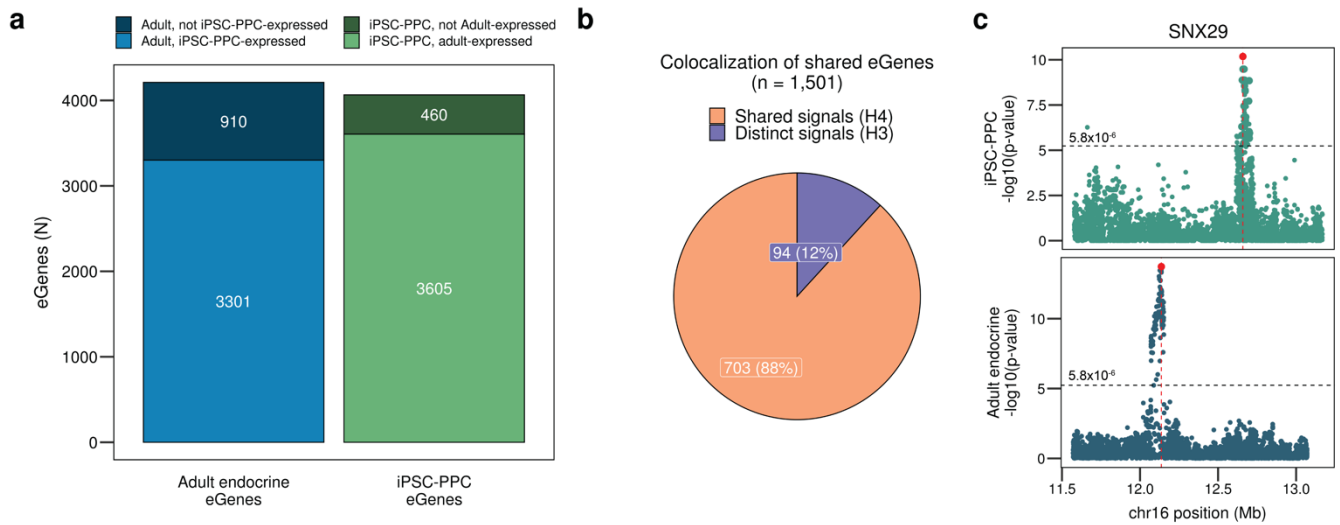 a
Adult, not iPSC-PPC-expressed
Adult, iPSC-PPC-expressed
iPSC-PPC, not Adult-expressed
iPSC-PPC, adult-expressed
eGenes (N)
4000
3000
2000
1000
0
910
3301
460
3605
Adult endocrine
eGenes
iPSC-PPC
eGenes
b
Colocalization of shared eGenes
(n = 1,501)
Shared signals (H4)
Distinct signals (H3)
94 (12%)
703 (88%)
c
SNX29
iPSC-PPC
-log10(p-value)
10
7.5
5
2.5
0
5.8x10⁻⁶
Adult endocrine
-log10(p-value)
10
5
0
5.8x10⁻⁶
11.5
12.0
12.5
13.0
chr16 position (Mb)